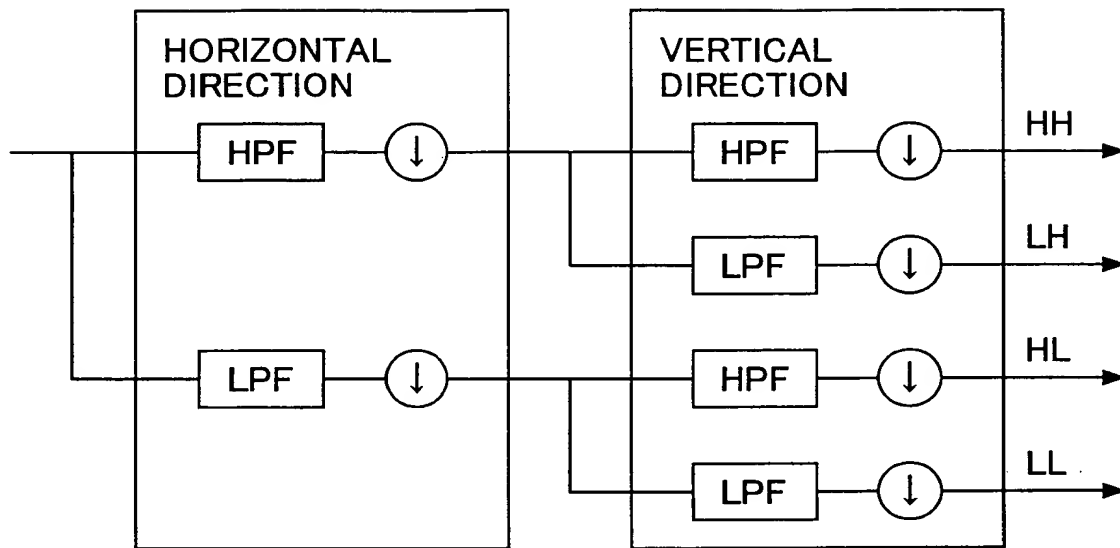 HORIZONTAL
DIRECTION
VERTICAL
DIRECTION
HPF
↓
HPF
↓
HH
LPF
↓
LH
LPF
↓
HPF
↓
HL
LPF
↓
LL